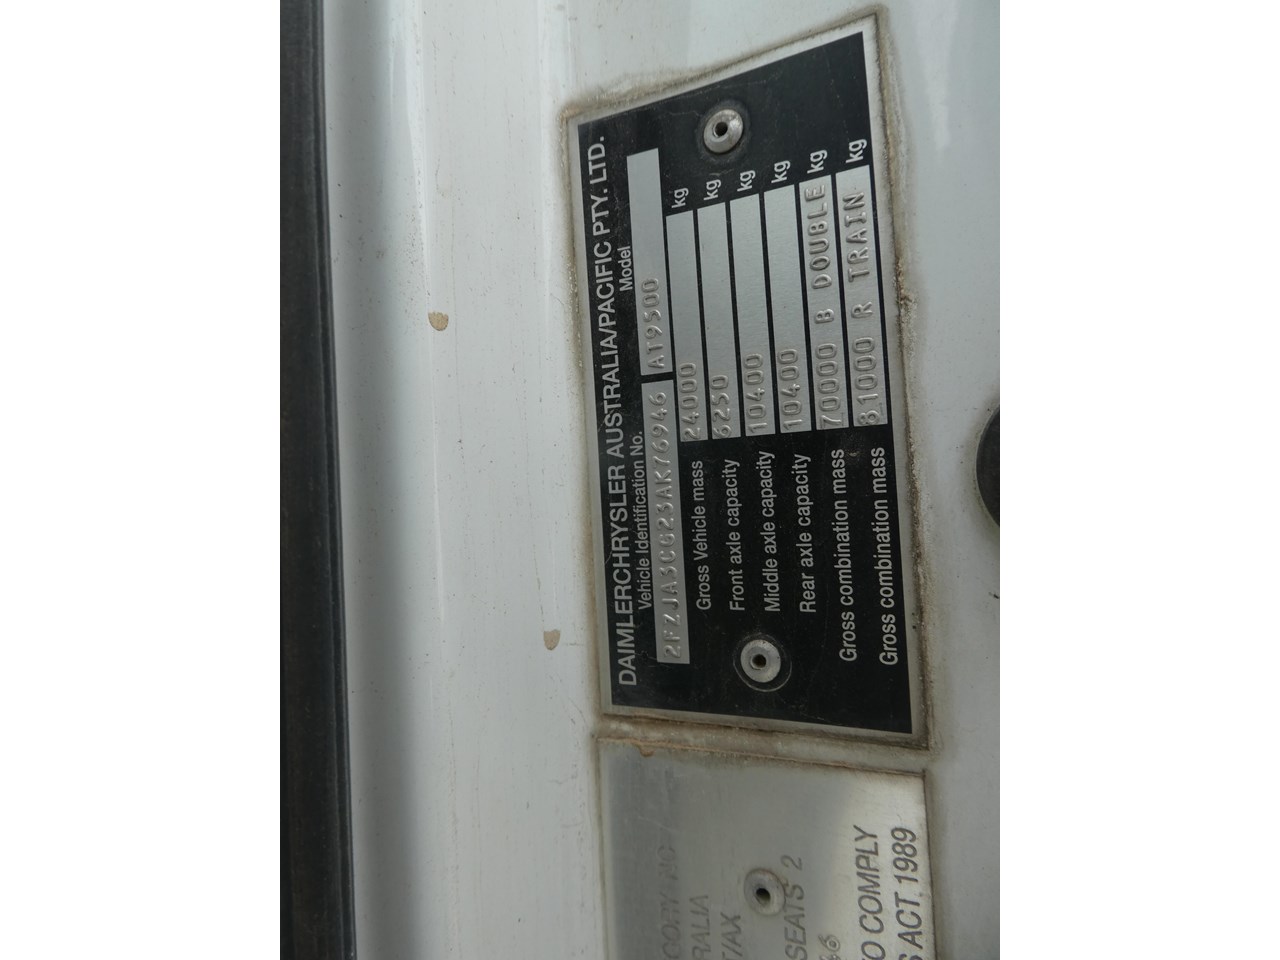 DAIMLERCHRYSLER AUSTRALIA/PACIFIC PTY. LTD.
Vehicle Identification No. Model
2FZJA3CG23AK76946 AT9500
Gross Vehicle mass 24000 kg
Front axle capacity 6250 kg
Middle axle capacity 10400 kg
Rear axle capacity 10400 kg
Gross combination mass 70000 B DOUBLE kg
Gross combination mass 81000 R TRAIN kg
SEATS 2
COMPLY
ACT 1989